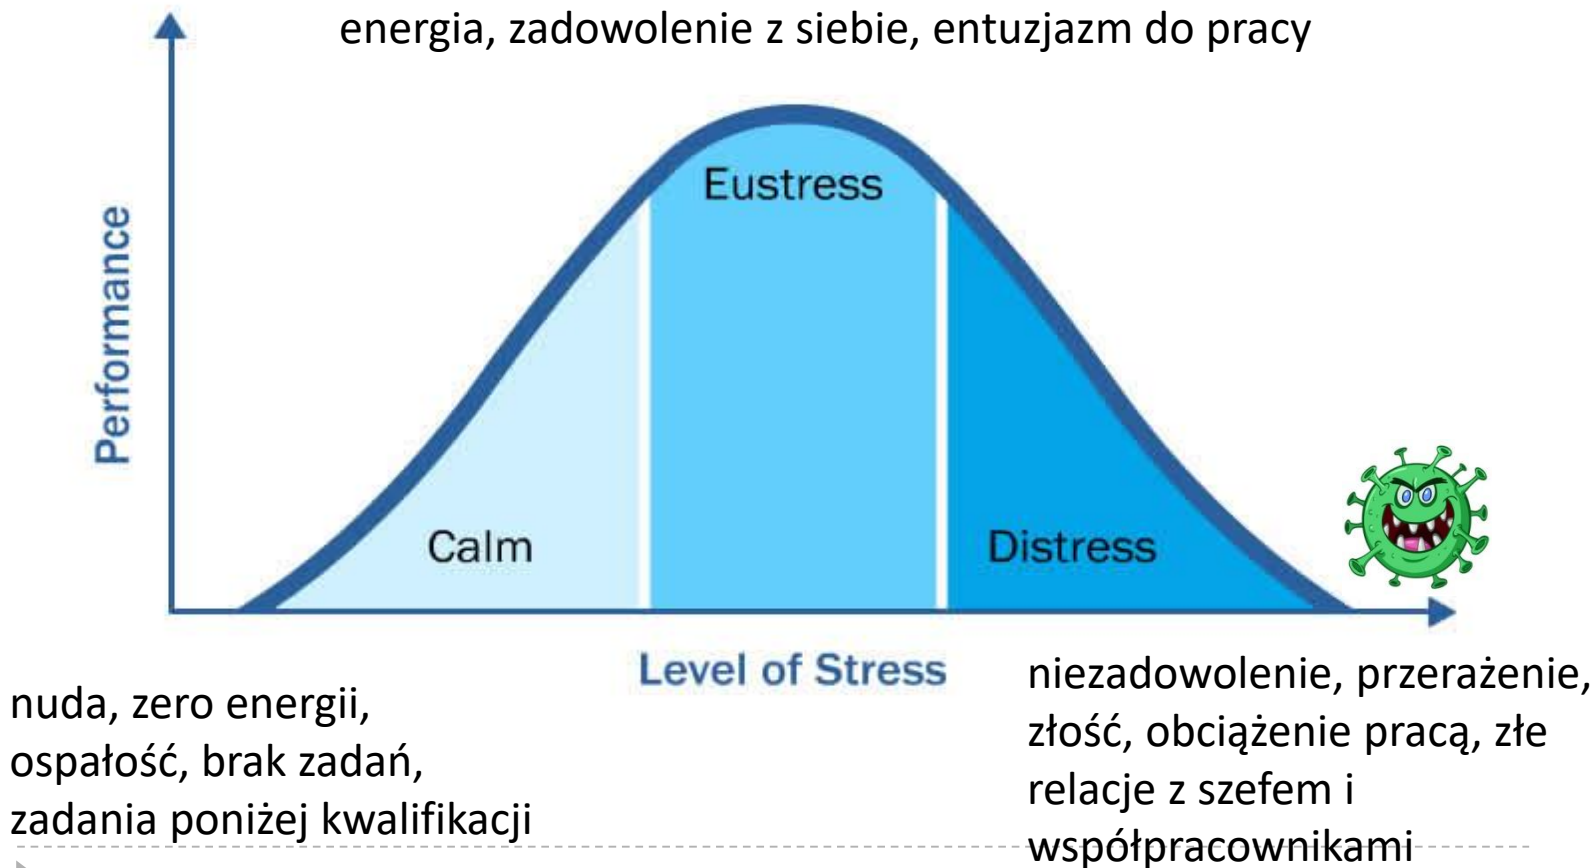 energia, zadowolenie z siebie, entuzjazm do pracy
Performance
Eustress
Calm
Distress
Level of Stress
nuda, zero energii,
ospałość, brak zadań,
zadania poniżej kwalifikacji
niezadowolenie, przerażenie,
złość, obciążenie pracą, złe
relacje z szefem i
współpracownikami